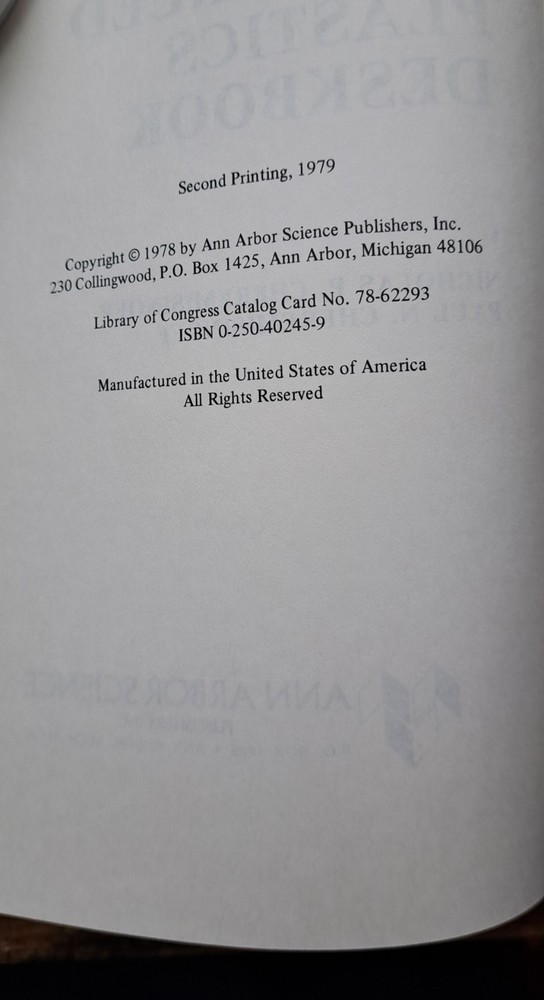 Second Printing, 1979
Copyright © 1978 by Ann Arbor Science Publishers, Inc.
230 Collingwood, P.O. Box 1425, Ann Arbor, Michigan 48106
Library of Congress Catalog Card No. 78-62293
ISBN 0-250-40245-9
Manufactured in the United States of America
All Rights Reserved